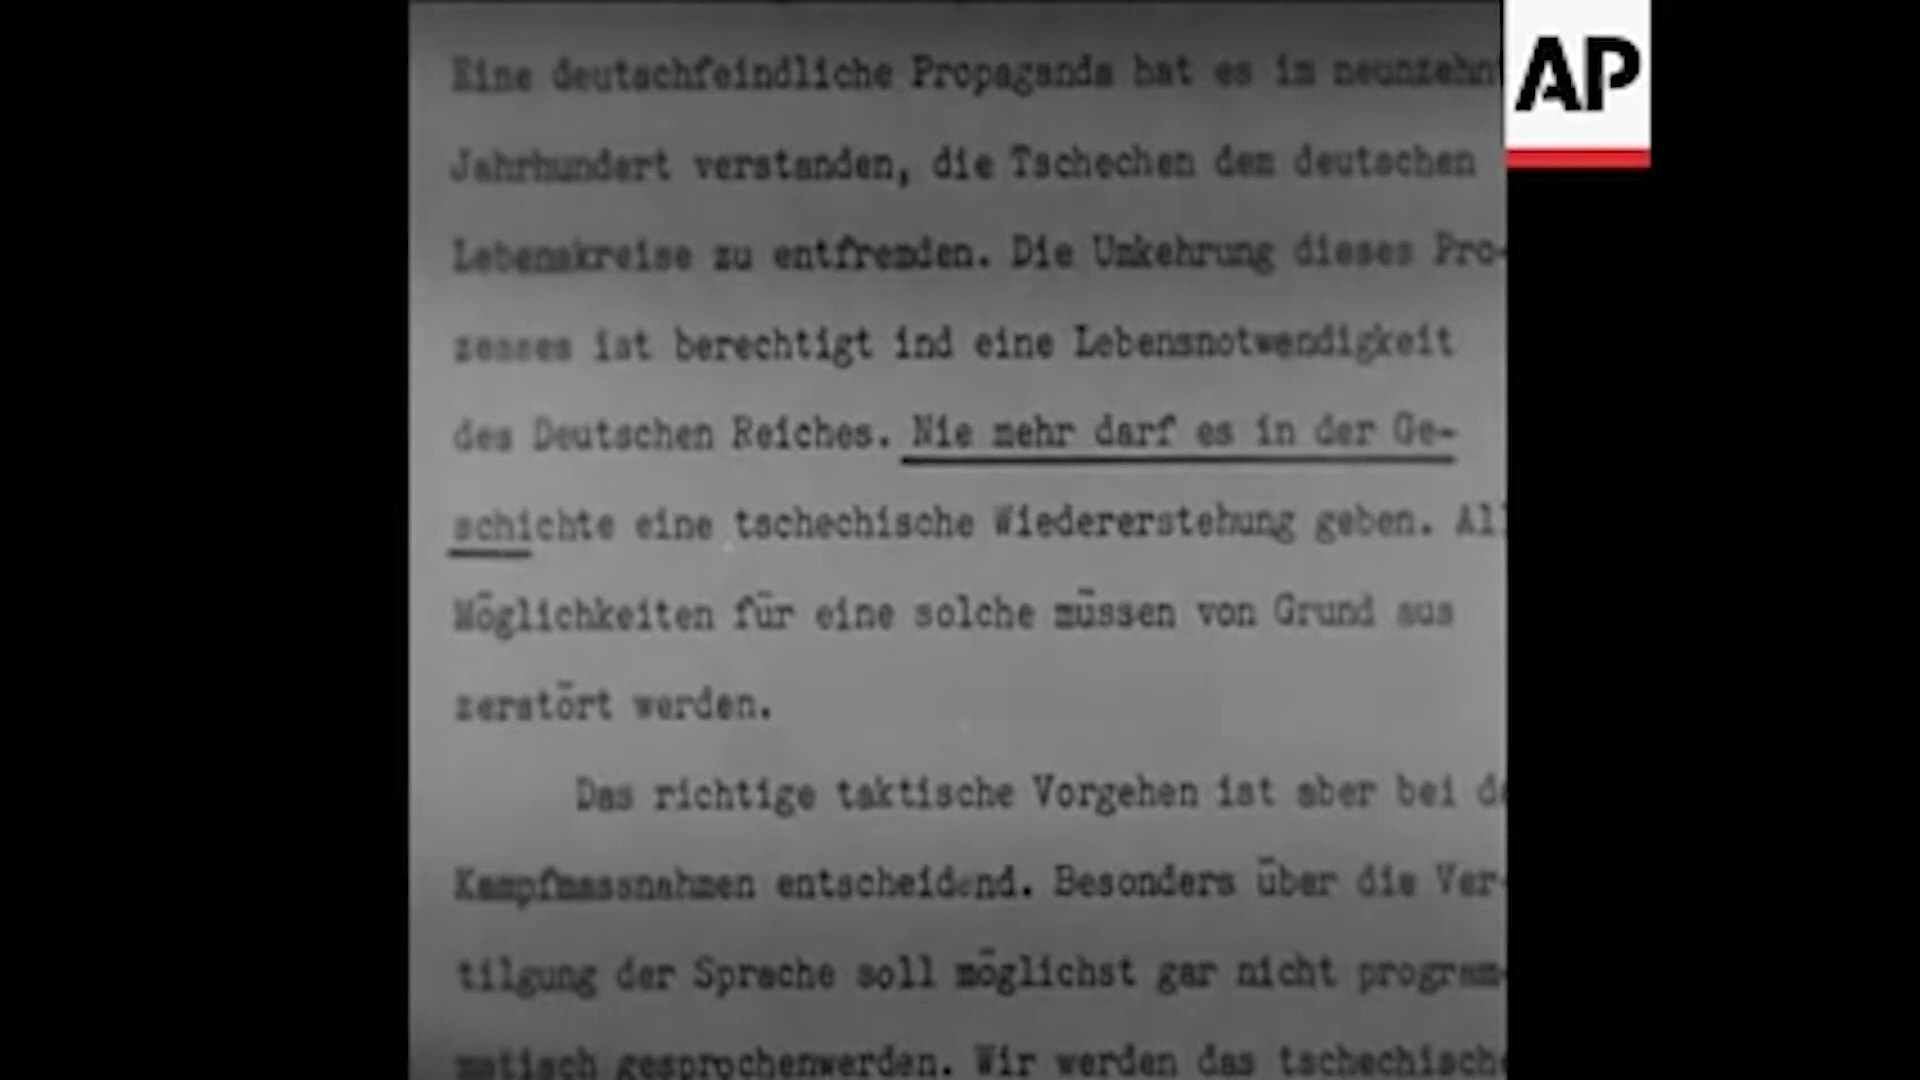 Eine deutschfeindliche Propaganda hat es im neunzehnt
Jahrhundert verstanden, die Tschechen dem deutschen
Lebenskreise zu entfremden. Die Umkehrung dieses Pro-
zesses ist berechtigt ind eine Lebensnotwendigkeit
des Deutschen Reiches. Nie mehr darf es in der Ge-
schichte eine tschechische Wiedererstehung geben. All
Möglichkeiten für eine solche müssen von Grund aus
zerstört werden.
Das richtige taktische Vorgehen ist aber bei de
Kampfmassnahmen entscheidend. Besonders über die Ver-
tilgung der Sprache soll möglichst gar nicht program-
matisch gesprochenwerden. Wir werden das tschechische
AP